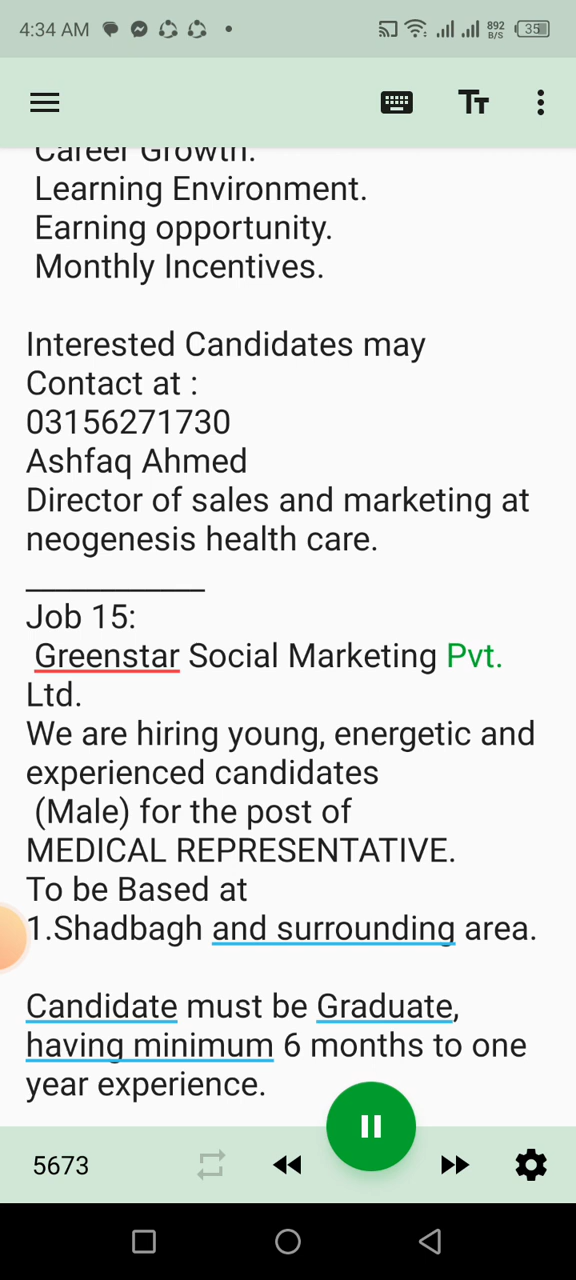 4:34 AM
892
B/S
35
Career Growth.
Learning Environment.
Earning opportunity.
Monthly Incentives.
Interested Candidates may
Contact at :
03156271730
Ashfaq Ahmed
Director of sales and marketing at
neogenesis health care.
_____________
Job 15:
Greenstar Social Marketing Pvt.
Ltd.
We are hiring young, energetic and
experienced candidates
(Male) for the post of
MEDICAL REPRESENTATIVE.
To be Based at
1.Shadbagh and surrounding area.
Candidate must be Graduate,
having minimum 6 months to one
year experience.
5673